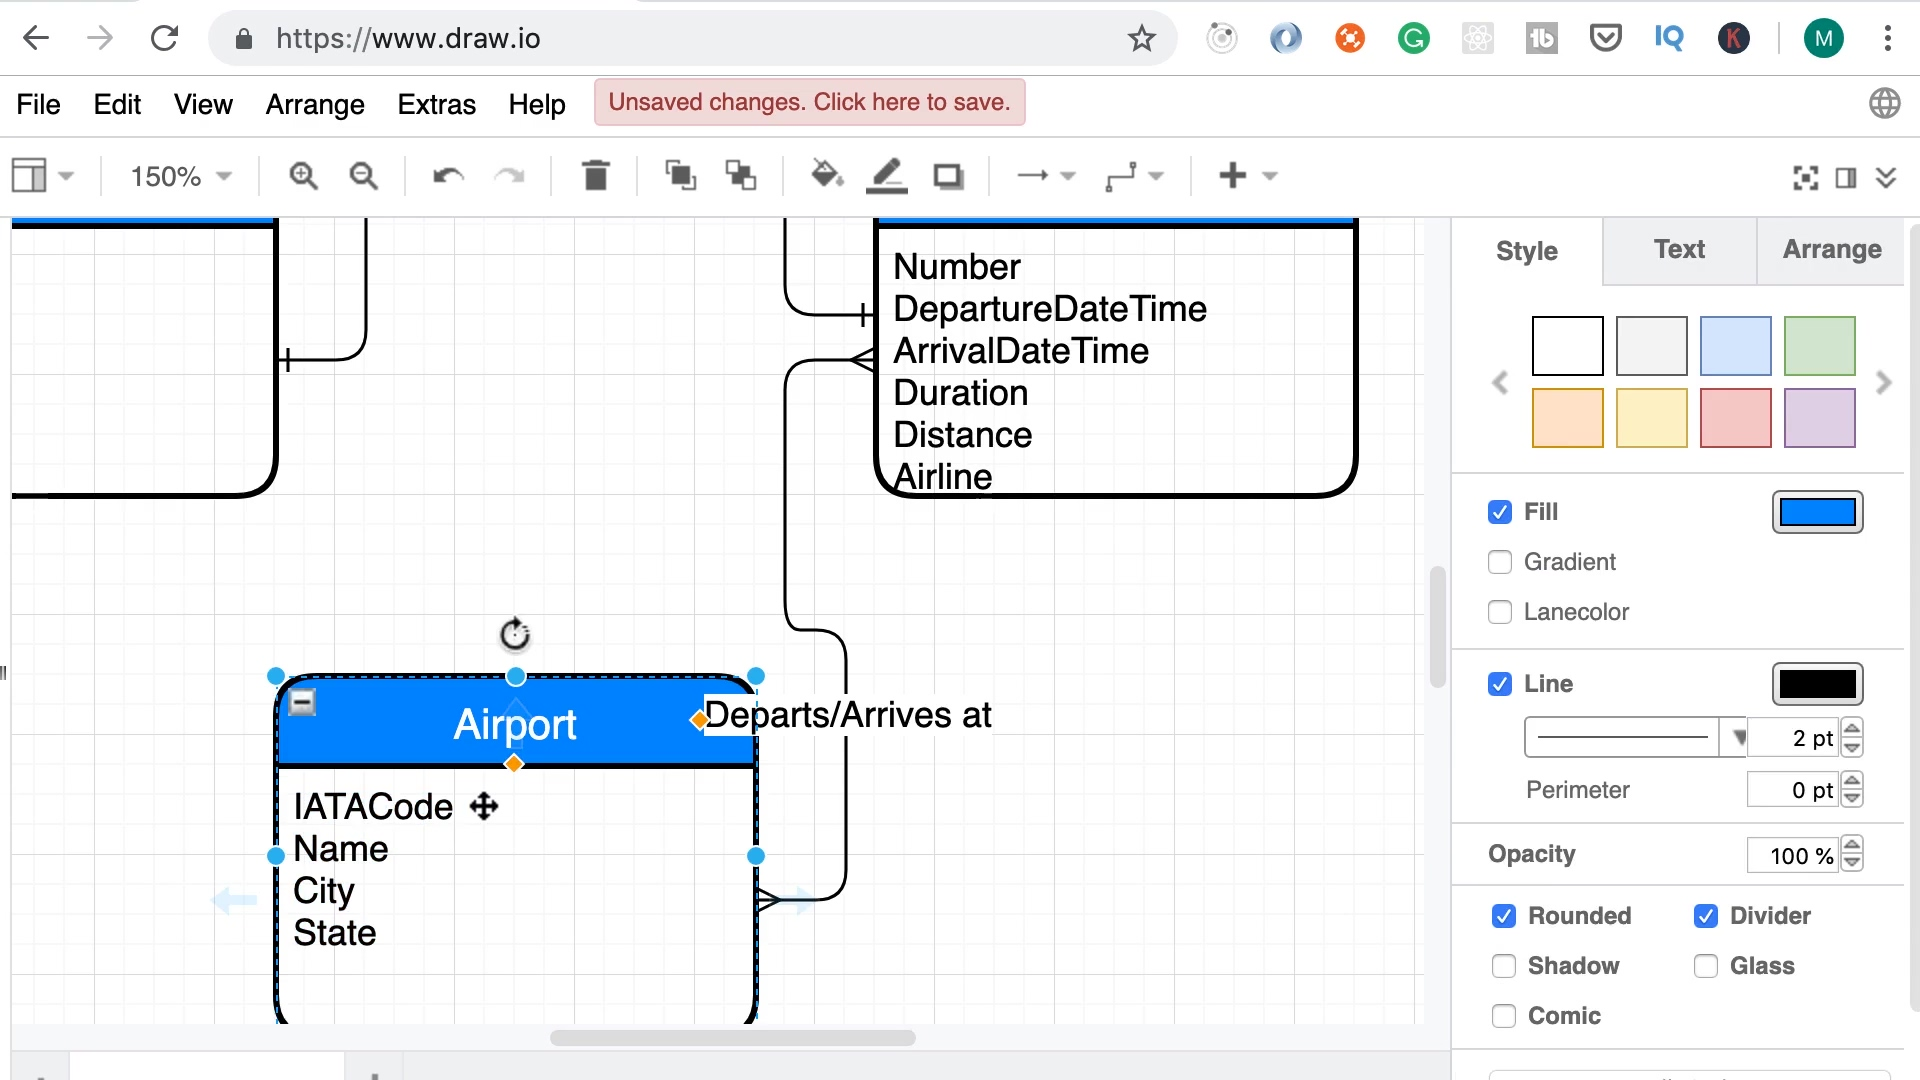 https://www.draw.io
M
File Edit View Arrange Extras Help
Unsaved changes. Click here to save.
150%
Style Text Arrange
Number
DepartureDateTime
ArrivalDateTime
Duration
Distance
Airline
Departs/Arrives at
Airport
IATACode
Name
City
State
Fill
Gradient
Lanecolor
Line
2 pt
Perimeter 0 pt
Opacity 100 %
Rounded Divider
Shadow Glass
Comic